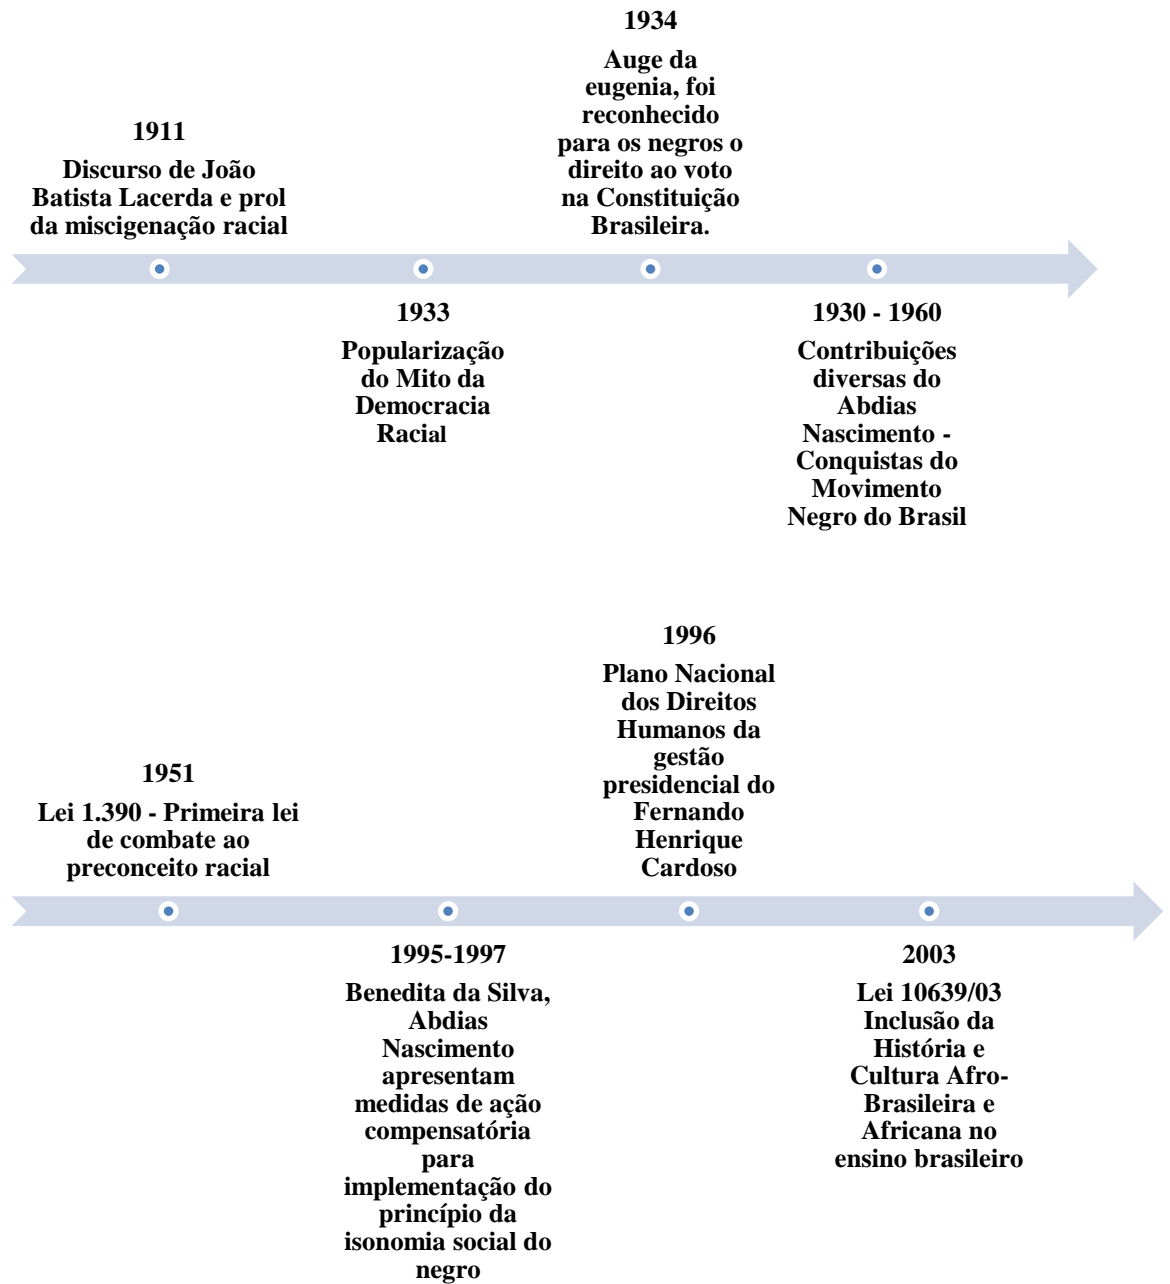 1911
Discurso de João
Batista Lacerda e prol
da miscigenação racial
1933
Popularização
do Mito da
Democracia
Racial
1934
Auge da
eugenia, foi
reconhecido
para os negros o
direito ao voto
na Constituição
Brasileira.
1930 - 1960
Contribuições
diversas do
Abdias
Nascimento -
Conquistas do
Movimento
Negro do Brasil
1951
Lei 1.390 - Primeira lei
de combate ao
preconceito racial
1995-1997
Benedita da Silva,
Abdias
Nascimento
apresentam
medidas de ação
compensatória
para
implementação do
princípio da
isonomia social do
negro
1996
Plano Nacional
dos Direitos
Humanos da
gestão
presidencial do
Fernando
Henrique
Cardoso
2003
Lei 10639/03
Inclusão da
História e
Cultura Afro-
Brasileira e
Africana no
ensino brasileiro